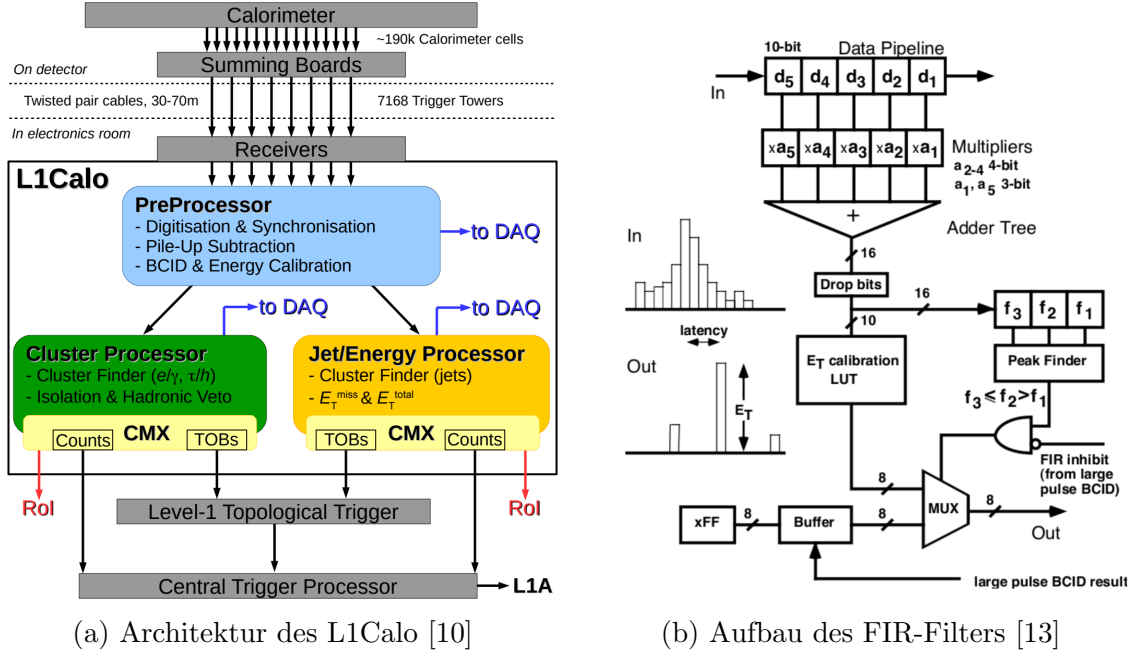 Calorimeter
~190k Calorimeter cells
Summing Boards
On detector
Twisted pair cables, 30-70m
7168 Trigger Towers
In electronics room
Receivers
L1Calo
PreProcessor
- Digitisation & Synchronisation
- Pile-Up Subtraction
- BCID & Energy Calibration
to DAQ
to DAQ
to DAQ
Cluster Processor
- Cluster Finder (e/γ, τ/h)
- Isolation & Hadronic Veto
Jet/Energy Processor
- Cluster Finder (jets)
- E_T^miss & E_T^total
Counts
CMX
TOBs
TOBs
CMX
Counts
RoI
RoI
Level-1 Topological Trigger
Central Trigger Processor
L1A
(a) Architektur des L1Calo [10]
10-bit
Data Pipeline
In
d5 d4 d3 d2 d1
xa5 xa4 xa3 xa2 xa1
Multipliers
a2-4 4-bit
a1, a5 3-bit
+
Adder Tree
In
16
Drop bits
16
10
f3 f2 f1
latency
Peak Finder
ET calibration
LUT
Out
ET
f3 ≤ f2 > f1
FIR inhibit
(from large
pulse BCID)
8
MUX
8
xFF
8
Buffer
8
Out
large pulse BCID result
(b) Aufbau des FIR-Filters [13]